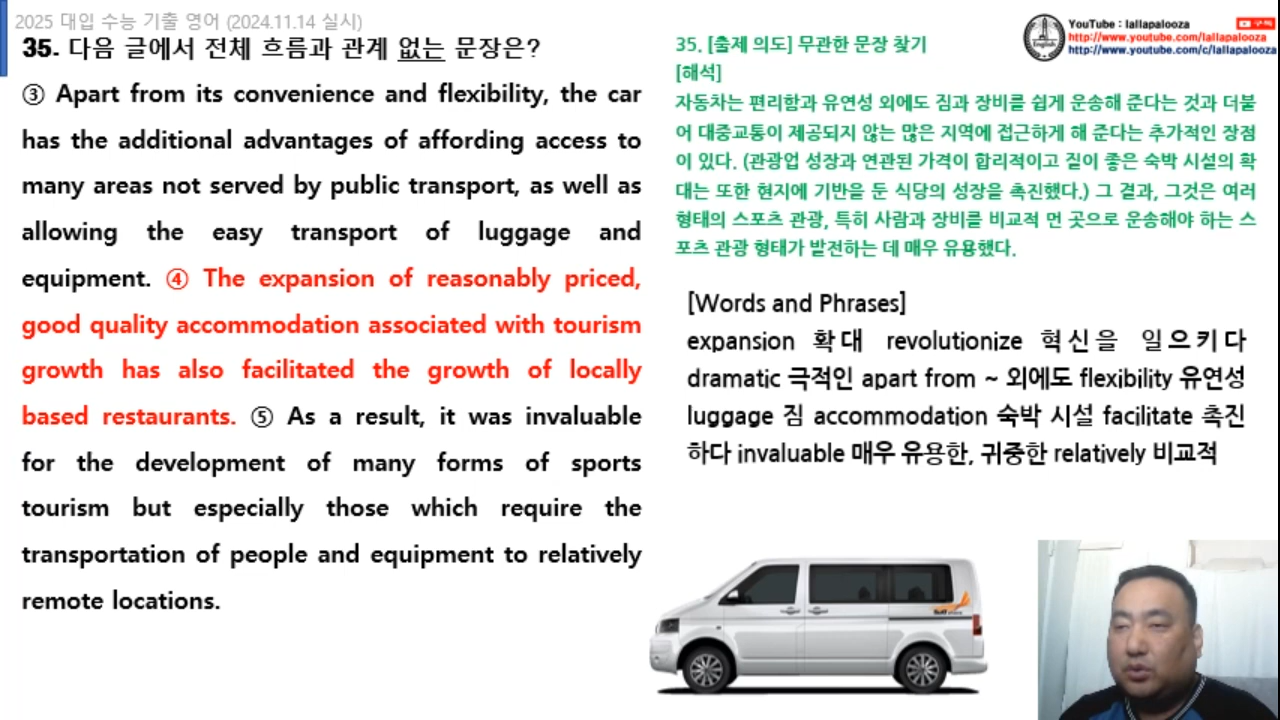 2025 대입 수능 기출 영어 (2024.11.14 실시)
35. 다음 글에서 전체 흐름과 관계 없는 문장은?
③ Apart from its convenience and flexibility, the car
has the additional advantages of affording access to
many areas not served by public transport, as well as
allowing the easy transport of luggage and
equipment. ④ The expansion of reasonably priced,
good quality accommodation associated with tourism
growth has also facilitated the growth of locally
based restaurants. ⑤ As a result, it was invaluable
for the development of many forms of sports
tourism but especially those which require the
transportation of people and equipment to relatively
remote locations.
YouTube : lallapalooza
구독
http://www.youtube.com/lallapalooza
http://www.youtube.com/c/lallapalooza
English
35. [출제 의도] 무관한 문장 찾기
[해석]
자동차는 편리함과 유연성 외에도 짐과 장비를 쉽게 운송해 준다는 것과 더불
어 대중교통이 제공되지 않는 많은 지역에 접근하게 해 준다는 추가적인 장점
이 있다. (관광업 성장과 연관된 가격이 합리적이고 질이 좋은 숙박 시설의 확
대는 또한 현지에 기반을 둔 식당의 성장을 촉진했다.) 그 결과, 그것은 여러
형태의 스포츠 관광, 특히 사람과 장비를 비교적 먼 곳으로 운송해야 하는 스
포츠 관광 형태가 발전하는 데 매우 유용했다.
[Words and Phrases]
expansion 확대 revolutionize 혁신을 일으키다
dramatic 극적인 apart from ~ 외에도 flexibility 유연성
luggage 짐 accommodation 숙박 시설 facilitate 촉진
하다 invaluable 매우 유용한, 귀중한 relatively 비교적